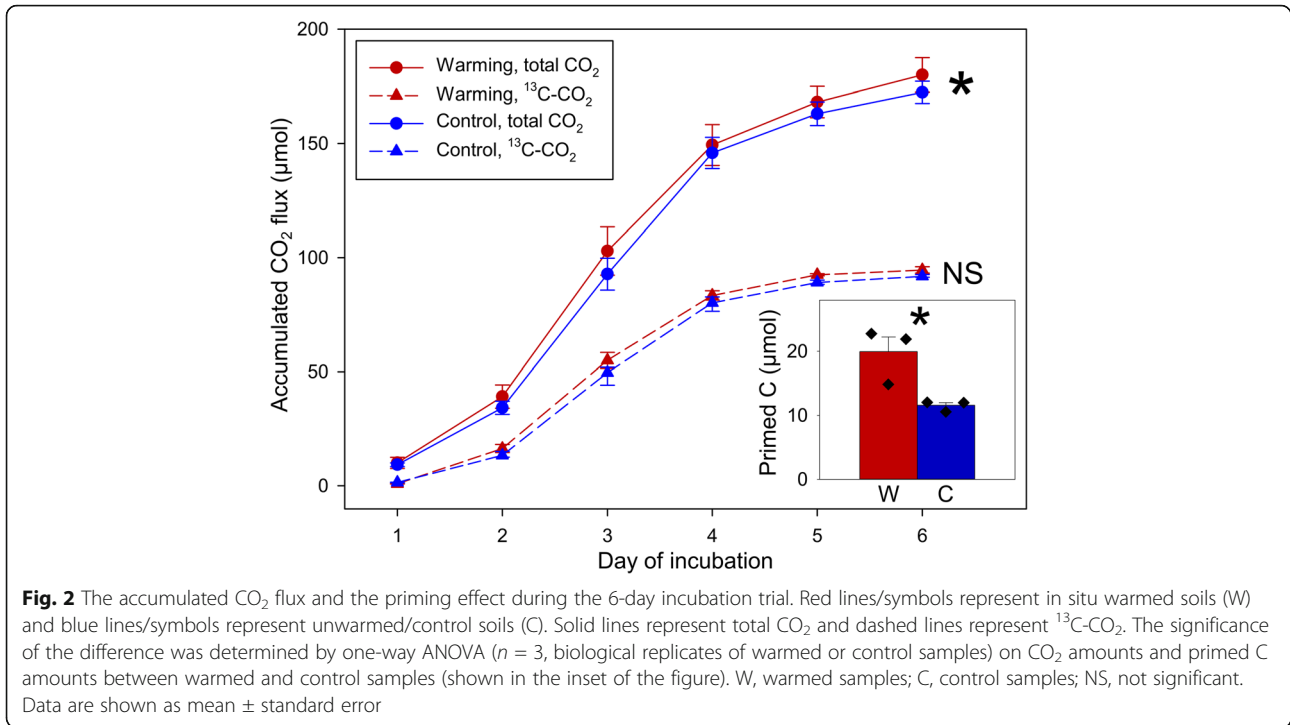 200
150
100
50
0
Accumulated CO₂ flux (μmol)
Warming, total CO₂
Warming, ¹³C-CO₂
Control, total CO₂
Control, ¹³C-CO₂
*
NS
*
20
10
0
Primed C (μmol)
W C
1 2 3 4 5 6
Day of incubation
Fig. 2 The accumulated CO₂ flux and the priming effect during the 6-day incubation trial. Red lines/symbols represent in situ warmed soils (W)
and blue lines/symbols represent unwarmed/control soils (C). Solid lines represent total CO₂ and dashed lines represent ¹³C-CO₂. The significance
of the difference was determined by one-way ANOVA (n = 3, biological replicates of warmed or control samples) on CO₂ amounts and primed C
amounts between warmed and control samples (shown in the inset of the figure). W, warmed samples; C, control samples; NS, not significant.
Data are shown as mean ± standard error